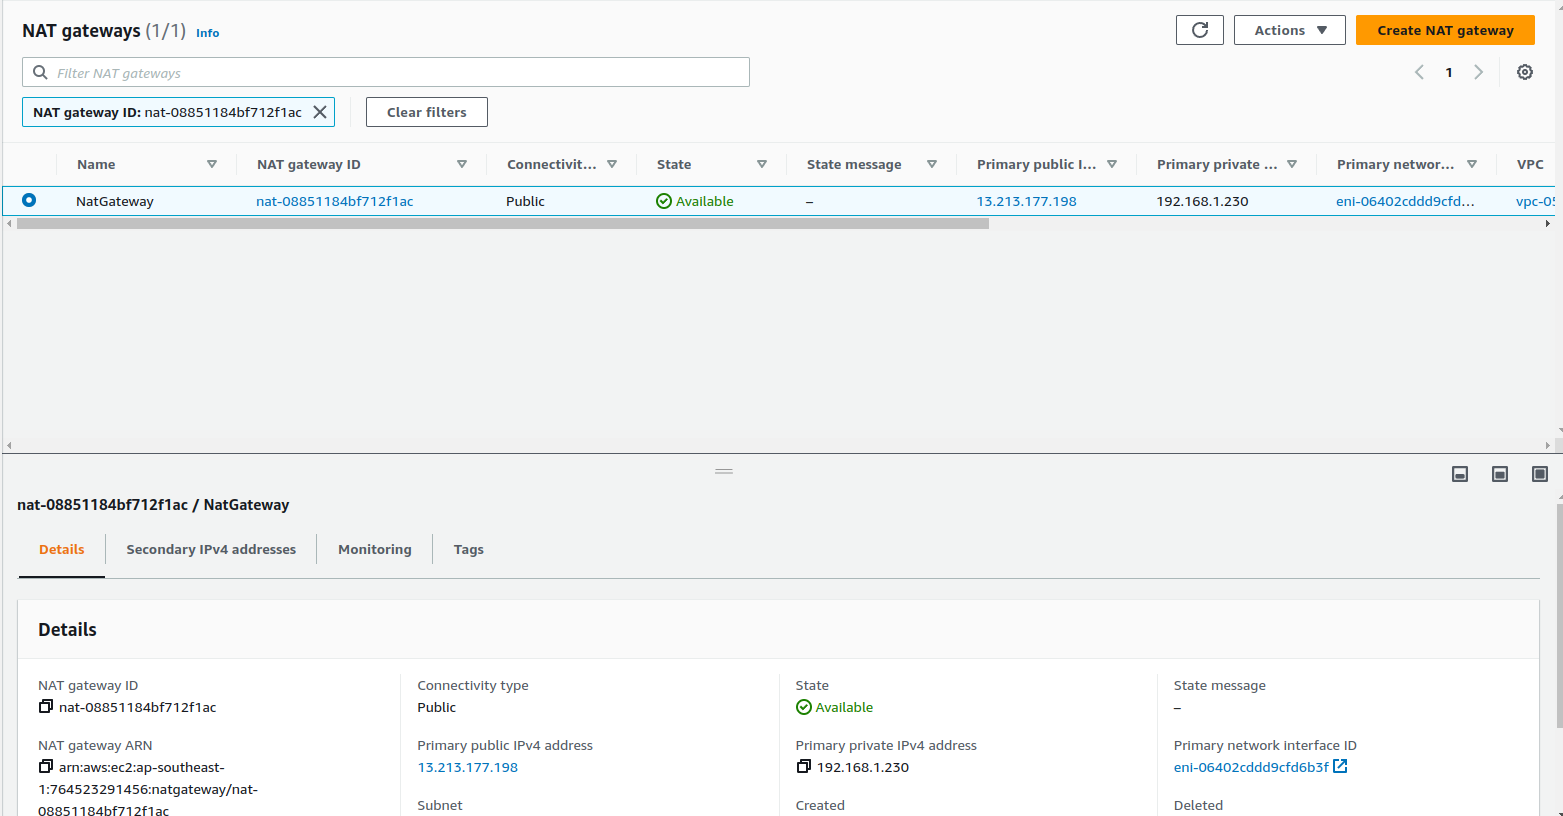 NAT gateways (1/1) Info
Actions
Create NAT gateway
Filter NAT gateways
1
NAT gateway ID: nat-08851184bf712f1ac
Clear filters
Name NAT gateway ID Connectivit... State State message Primary public I... Primary private ... Primary networ... VPC
NatGateway nat-08851184bf712f1ac Public Available – 13.213.177.198 192.168.1.230 eni-06402cddd9cfd... vpc-05
nat-08851184bf712f1ac / NatGateway
Details Secondary IPv4 addresses Monitoring Tags
Details
NAT gateway ID
nat-08851184bf712f1ac
Connectivity type
Public
State
Available
State message
–
NAT gateway ARN
arn:aws:ec2:ap-southeast-
1:764523291456:natgateway/nat-
08851184bf712f1ac
Primary public IPv4 address
13.213.177.198
Primary private IPv4 address
192.168.1.230
Primary network interface ID
eni-06402cddd9cfd6b3f
Subnet
Created
Deleted